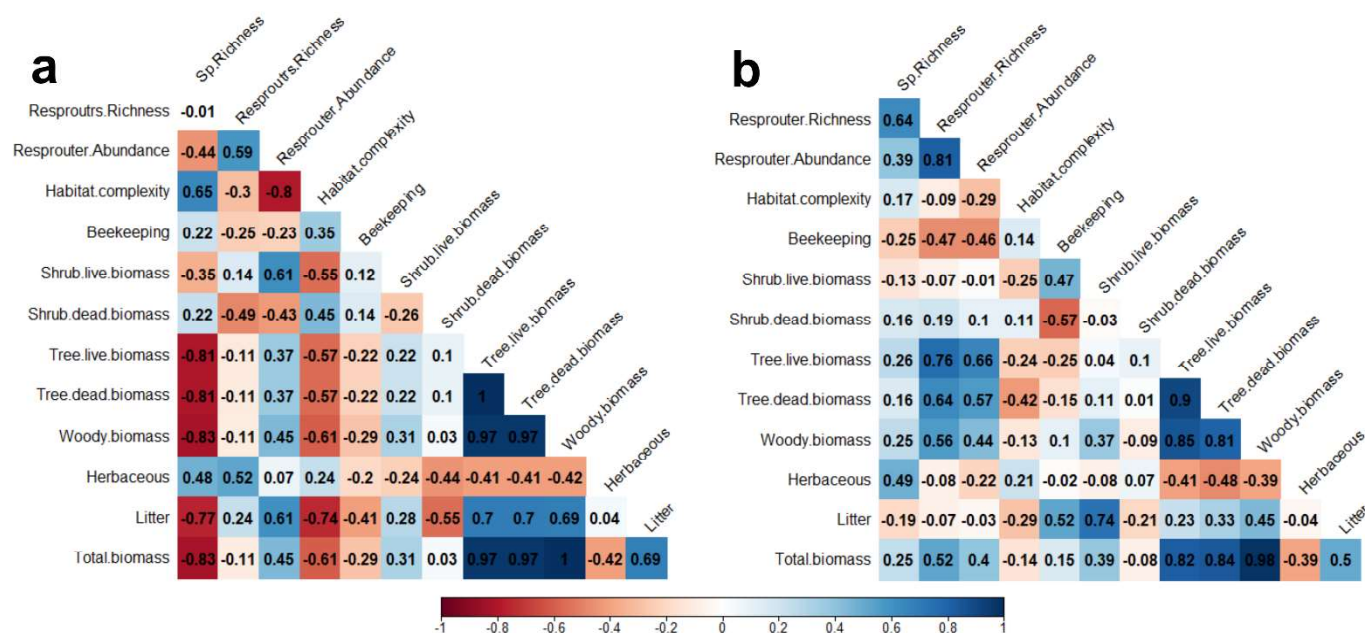 a
Sp.Richness
Resproutrs.Richness
Resprouter.Abundance
Habitat.complexity
Beekeeping
Shrub.live.biomass
Shrub.dead.biomass
Tree.live.biomass
Tree.dead.biomass
Woody.biomass
Herbaceous
Litter
Resproutrs.Richness -0.01
Resprouter.Abundance -0.44 0.59
Habitat.complexity 0.65 -0.3 -0.8
Beekeeping 0.22 -0.25 -0.23 0.35
Shrub.live.biomass -0.35 0.14 0.61 -0.55 0.12
Shrub.dead.biomass 0.22 -0.49 -0.43 0.45 0.14 -0.26
Tree.live.biomass -0.81 -0.11 0.37 -0.57 -0.22 0.22 0.1
Tree.dead.biomass -0.81 -0.11 0.37 -0.57 -0.22 0.22 0.1 1
Woody.biomass -0.83 -0.11 0.45 -0.61 -0.29 0.31 0.03 0.97 0.97
Herbaceous 0.48 0.52 0.07 0.24 -0.2 -0.24 -0.44 -0.41 -0.41 -0.42
Litter -0.77 0.24 0.61 -0.74 -0.41 0.28 -0.55 0.7 0.7 0.69 0.04
Total.biomass -0.83 -0.11 0.45 -0.61 -0.29 0.31 0.03 0.97 0.97 1 -0.42 0.69
b
Sp.Richness
Resprouter.Richness
Resprouter.Abundance
Habitat.complexity
Beekeeping
Shrub.live.biomass
Shrub.dead.biomass
Tree.live.biomass
Tree.dead.biomass
Woody.biomass
Herbaceous
Litter
Resprouter.Richness 0.64
Resprouter.Abundance 0.39 0.81
Habitat.complexity 0.17 -0.09 -0.29
Beekeeping -0.25 -0.47 -0.46 0.14
Shrub.live.biomass -0.13 -0.07 -0.01 -0.25 0.47
Shrub.dead.biomass 0.16 0.19 0.1 0.11 -0.57 -0.03
Tree.live.biomass 0.26 0.76 0.66 -0.24 -0.25 0.04 0.1
Tree.dead.biomass 0.16 0.64 0.57 -0.42 -0.15 0.11 0.01 0.9
Woody.biomass 0.25 0.56 0.44 -0.13 0.1 0.37 -0.09 0.85 0.81
Herbaceous 0.49 -0.08 -0.22 0.21 -0.02 -0.08 0.07 -0.41 -0.48 -0.39
Litter -0.19 -0.07 -0.03 -0.29 0.52 0.74 -0.21 0.23 0.33 0.45 -0.04
Total.biomass 0.25 0.52 0.4 -0.14 0.15 0.39 -0.08 0.82 0.84 0.98 -0.39 0.5
-1 -0.8 -0.6 -0.4 -0.2 0 0.2 0.4 0.6 0.8 1